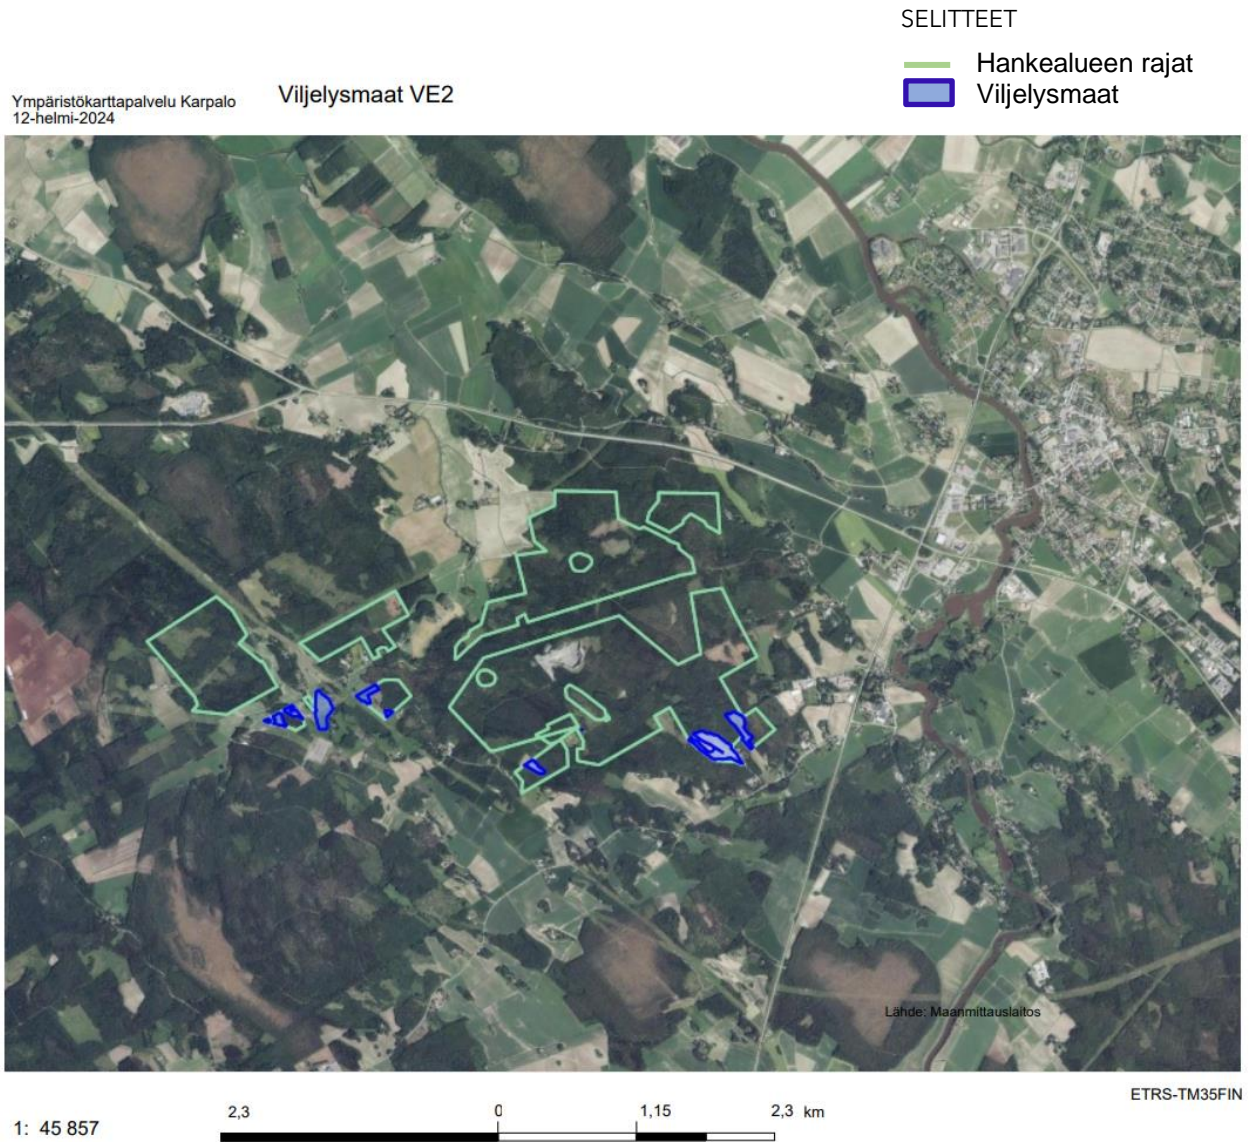 SELITTEET
Hankealueen rajat
Viljelysmaat
Ympäristökarttapalvelu Karpalo
12-helmi-2024
Viljelysmaat VE2
Lähde: Maanmittauslaitos
ETRS-TM35FIN
1: 45 857
2,3 0 1,15 2,3 km